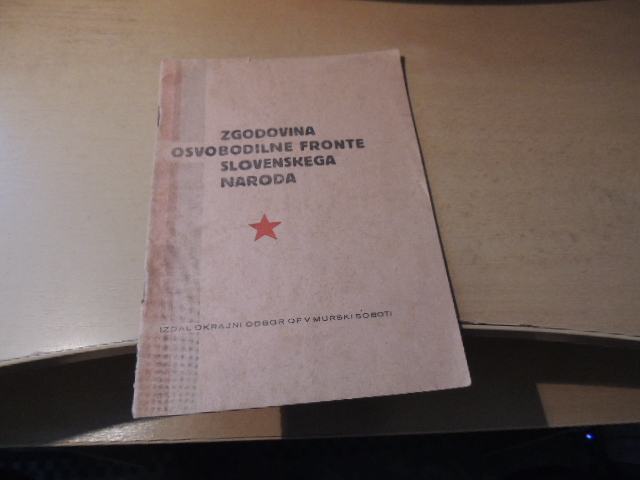 ZGODOVINA
OSVOBODILNE FRONTE
SLOVENSKEGA
NARODA
IZDAL OKRAJNI ODBOR OF V MURSKI SOBOTI